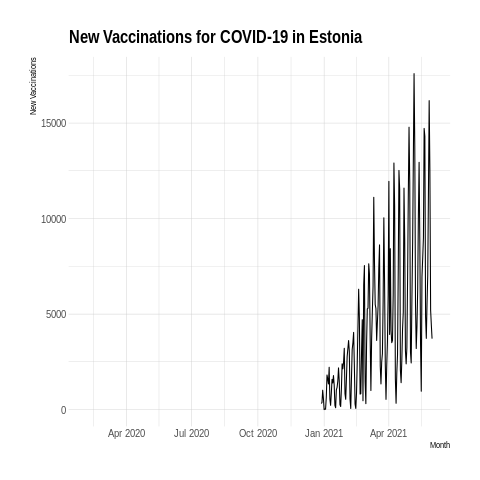 New Vaccinations for COVID-19 in Estonia
New Vaccinations
15000
10000
5000
0
Apr 2020 Jul 2020 Oct 2020 Jan 2021 Apr 2021
Month